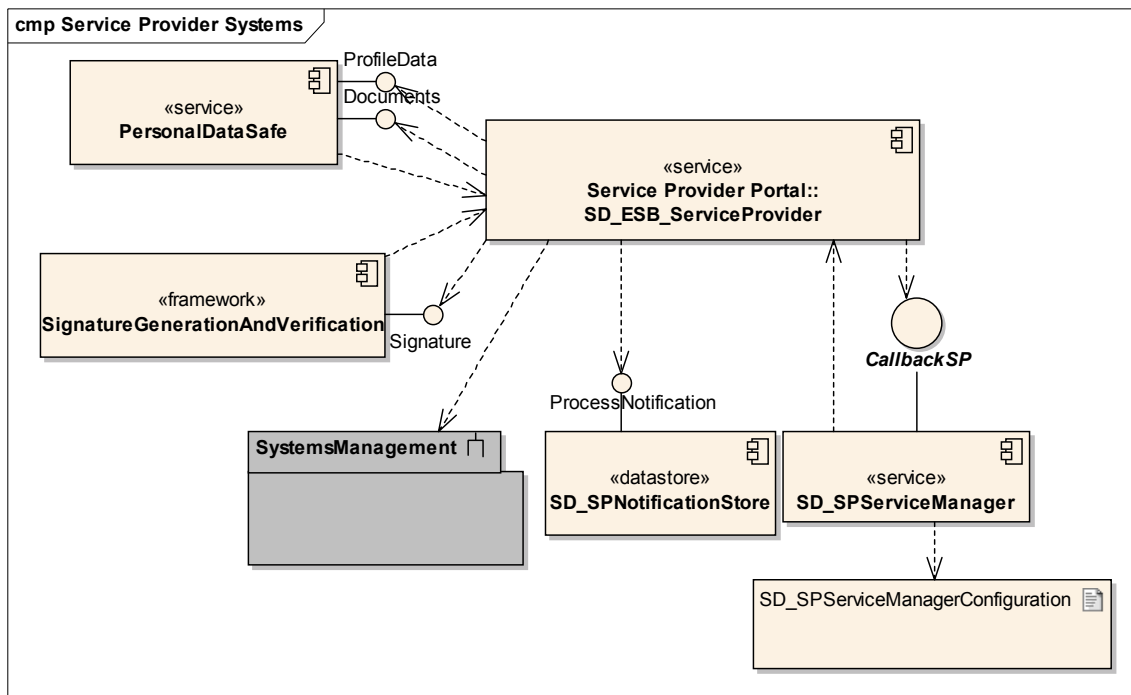 cmp Service Provider Systems
ProfileData
Documents
«service»
PersonalDataSafe
«service»
Service Provider Portal::
SD_ESB_ServiceProvider
«framework»
SignatureGenerationAndVerification
Signature
CallbackSP
ProcessNotification
SystemsManagement
«datastore»
SD_SPNotificationStore
«service»
SD_SPServiceManager
SD_SPServiceManagerConfiguration